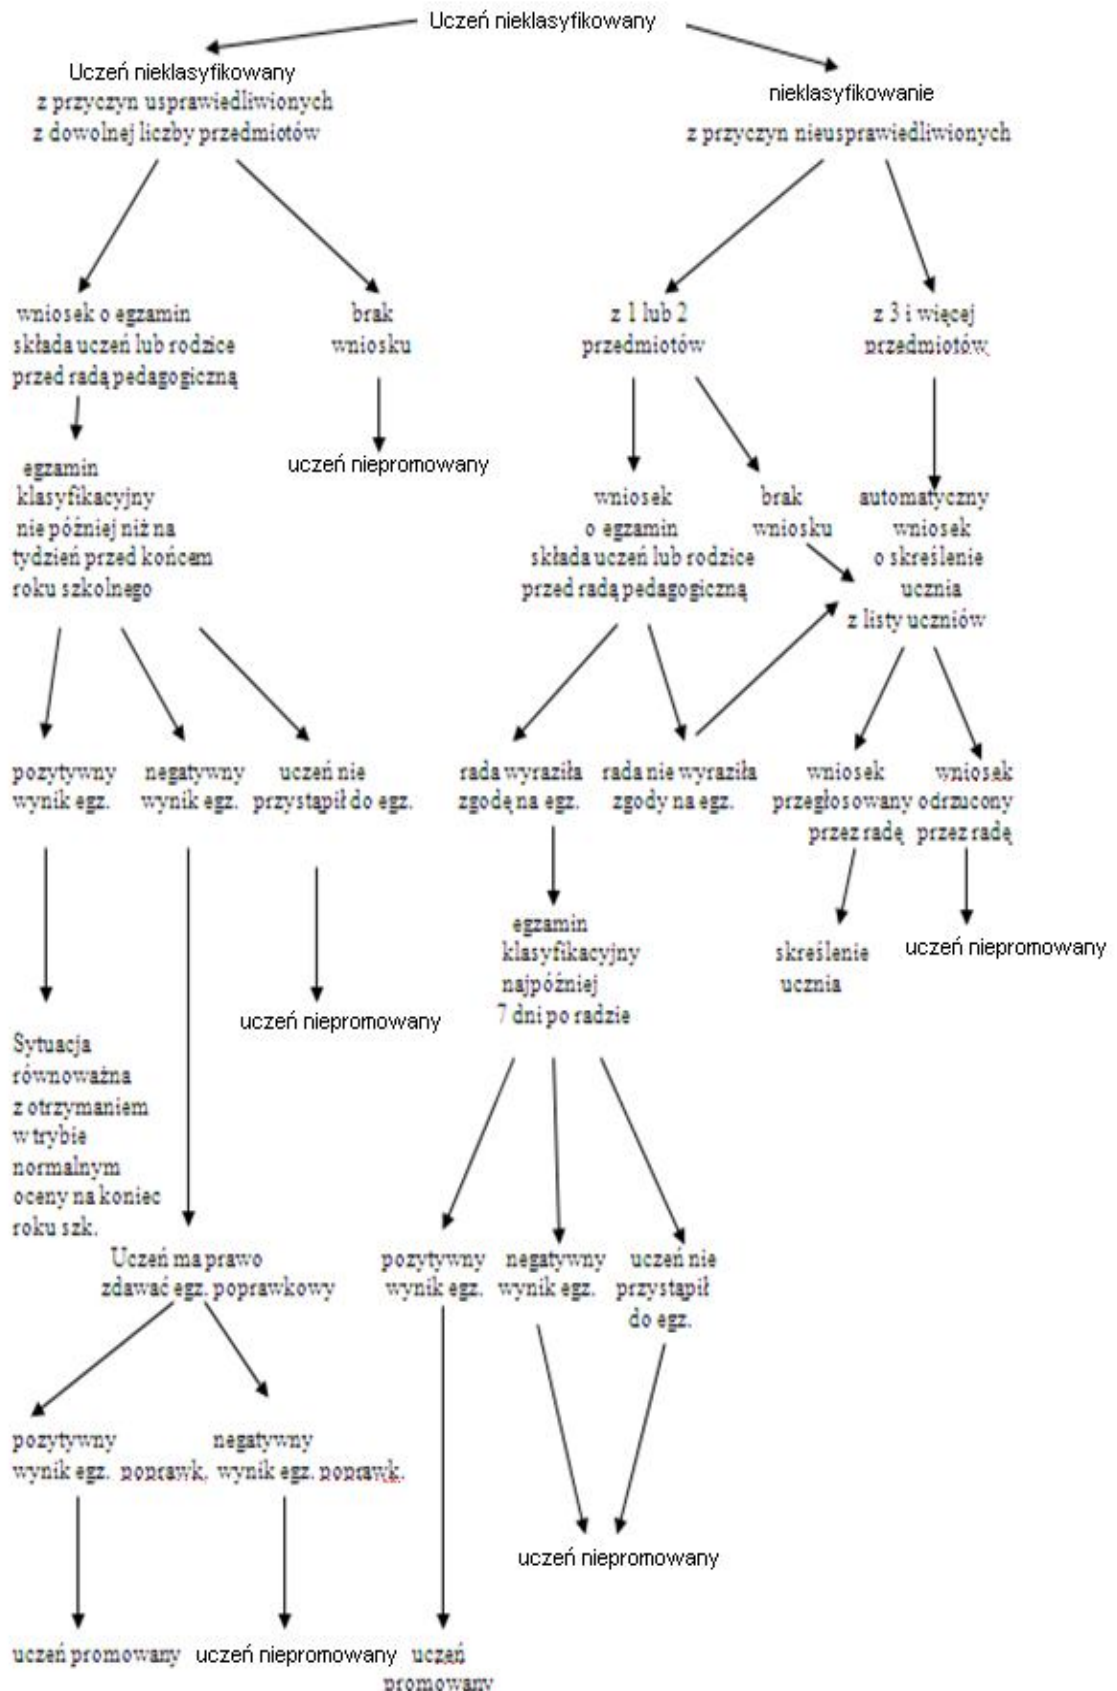 Uczeń nieklasyfikowany
Uczeń nieklasyfikowany
z przyczyn usprawiedliwionych
z dowolnej liczby przedmiotów
nieklasyfikowanie
z przyczyn nieusprawiedliwionych
wniosek o egzamin
składa uczeń lub rodzice
przed radą pedagogiczną
brak
wniosku
z 1 lub 2
przedmiotów
z 3 i więcej
przedmiotów
uczeń niepromowany
egzamin
klasyfikacyjny
nie później niż na
tydzień przed końcem
roku szkolnego
wniosek
o egzamin
składa uczeń lub rodzice
przed radą pedagogiczną
brak
wniosku
automatyczny
wniosek
o skreślenie
ucznia
z listy uczniów
pozytywny
wynik egz.
negatywny
wynik egz.
uczeń nie
przystąpił do egz.
rada wyraziła
zgodę na egz.
rada nie wyraziła
zgody na egz.
wniosek
przegłosowany
przez radę
wniosek
odrzucony
przez radę
egzamin
klasyfikacyjny
najpóźniej
7 dni po radzie
skreślenie
ucznia
uczeń niepromowany
uczeń niepromowany
Sytuacja
równoważna
z otrzymaniem
w trybie
normalnym
oceny na koniec
roku szk.
Uczeń ma prawo
zdawać egz. poprawkowy
pozytywny
wynik egz.
negatywny
wynik egz.
uczeń nie
przystąpił
do egz.
pozytywny
wynik egz. poprawk.
negatywny
wynik egz. poprawk.
uczeń niepromowany
uczeń promowany
uczeń niepromowany
uczeń
promowany